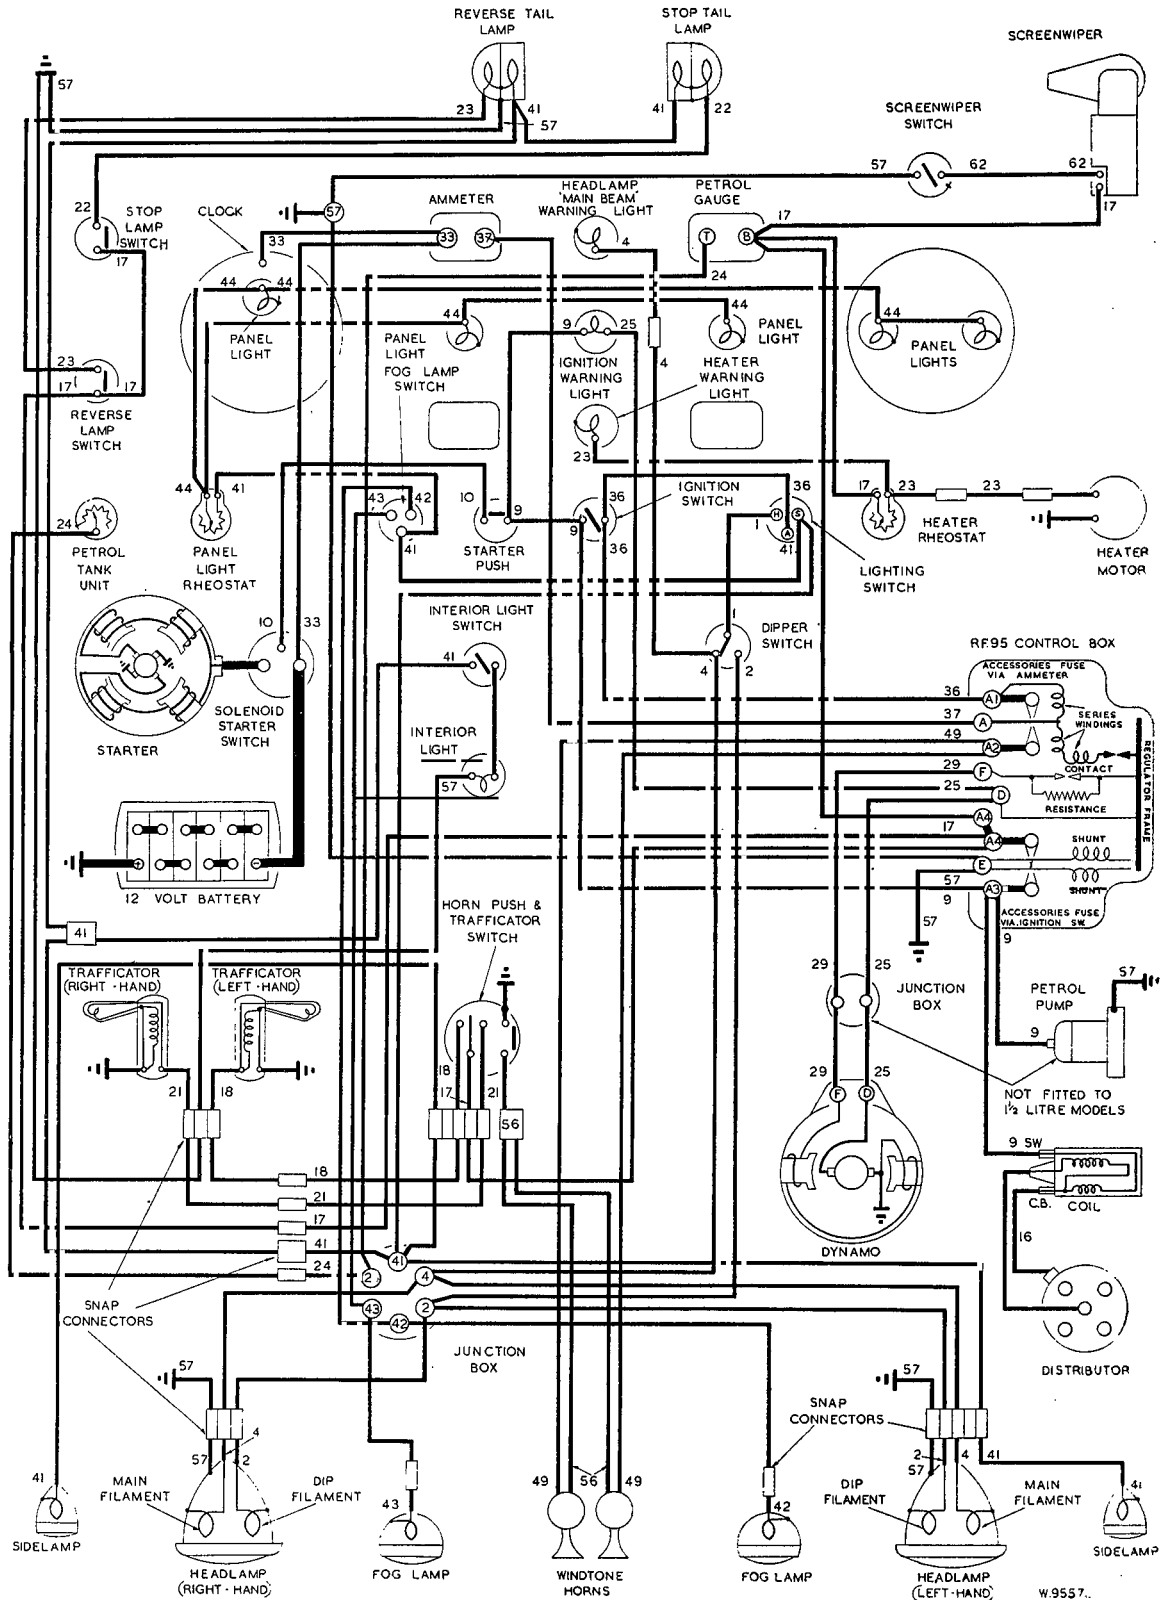 REVERSE TAIL
LAMP
STOP TAIL
LAMP
SCREENWIPER
57
23
41
57
41
22
SCREENWIPER
SWITCH
57
62
62
17
22
STOP
LAMP
SWITCH
17
CLOCK
33
57
AMMETER
33
37
HEADLAMP
"MAIN BEAM"
WARNING LIGHT
4
PETROL
GAUGE
T
B
17
24
44
44
PANEL
LIGHT
44
PANEL
LIGHT
9
25
IGNITION
WARNING
LIGHT
44
PANEL
LIGHT
HEATER
WARNING
LIGHT
4
44
PANEL
LIGHTS
23
17
17
REVERSE
LAMP
SWITCH
FOG LAMP
SWITCH
23
44
41
24
PETROL
TANK
UNIT
PANEL
LIGHT
RHEOSTAT
43
42
41
10
9
STARTER
PUSH
9
36
36
IGNITION
SWITCH
36
1
H
S
A
41
LIGHTING
SWITCH
17
23
23
HEATER
RHEOSTAT
HEATER
MOTOR
STARTER
10
33
SOLENOID
STARTER
SWITCH
INTERIOR LIGHT
SWITCH
41
INTERIOR
LIGHT
57
1
DIPPER
SWITCH
4
2
RF.95 CONTROL BOX
ACCESSORIES FUSE
VIA AMMETER
36
A1
37
A
49
A2
SERIES
WINDINGS
29
F
CONTACT
25
D
RESISTANCE
A4
17
A4
SHUNT
E
57
SHUNT
9
A3
ACCESSORIES FUSE
VIA.IGNITION SW.
REGULATOR FRAME
57
9
12 VOLT BATTERY
41
HORN PUSH &
TRAFFICATOR
SWITCH
TRAFFICATOR
(RIGHT-HAND)
TRAFFICATOR
(LEFT-HAND)
21
18
18
17
21
56
29
25
JUNCTION
BOX
PETROL
PUMP
57
9
NOT FITTED TO
1½ LITRE MODELS
29
25
F
D
DYNAMO
9 SW
C.B.
COIL
16
DISTRIBUTOR
18
21
17
41
24
2
41
4
43
2
42
JUNCTION
BOX
SNAP
CONNECTORS
57
57
SNAP
CONNECTORS
57
4
2
MAIN
FILAMENT
DIP
FILAMENT
41
SIDELAMP
HEADLAMP
(RIGHT-HAND)
43
FOG LAMP
49
56
49
WINDTONE
HORNS
42
FOG LAMP
57
2
4
41
DIP
FILAMENT
MAIN
FILAMENT
HEADLAMP
(LEFT-HAND)
41
SIDELAMP
W.9557.